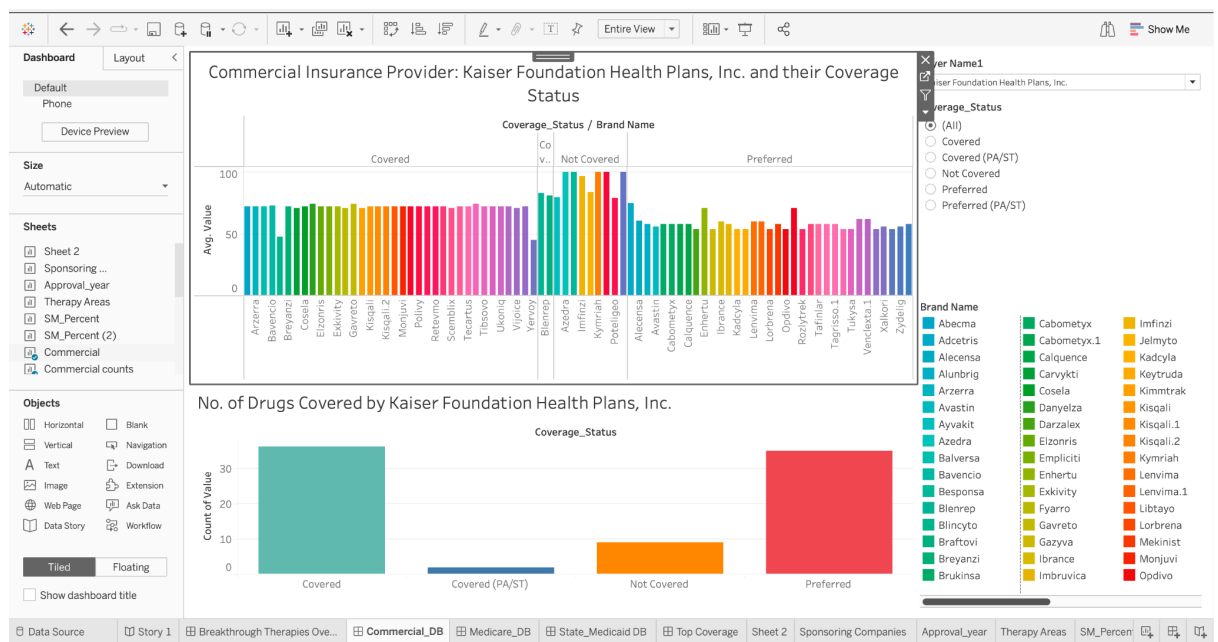 Entire View
Show Me
Dashboard
Layout
Default
Phone
Device Preview
Size
Automatic
Sheets
Sheet 2
Sponsoring ...
Approval_year
Therapy Areas
SM_Percent
SM_Percent (2)
Commercial
Commercial counts
Objects
Horizontal
Blank
Vertical
Navigation
A Text
Download
Image
Extension
Web Page
Ask Data
Data Story
Workflow
Tiled
Floating
Show dashboard title
Commercial Insurance Provider: Kaiser Foundation Health Plans, Inc. and their Coverage
Status
Coverage_Status / Brand Name
Covered
Co
v..
Not Covered
Preferred
Avg. Value
100
50
0
Arzerra
Bavencio
Breyanzi
Cosela
Elzonris
Exkivity
Gavreto
Kisqali
Kisqali.2
Monjuvi
Polivy
Retevmo
Scemblix
Tecartus
Tibsovo
Ukoniq
Vijoice
Yervoy
Blenrep
Azedra
Imfinzi
Kymriah
Poteligeo
Alecensa
Avastin
Cabometyx
Calquence
Enhertu
Ibrance
Kadcyla
Lenvima
Lorbrena
Opdivo
Rozlytrek
Tafinlar
Tagrisso.1
Tukysa
Venclexta.1
Xalkori
Zydelig
No. of Drugs Covered by Kaiser Foundation Health Plans, Inc.
Coverage_Status
Count of Value
30
20
10
0
Covered
Covered (PA/ST)
Not Covered
Preferred
yer Name1
iser Foundation Health Plans, Inc.
verage_Status
(All)
Covered
Covered (PA/ST)
Not Covered
Preferred
Preferred (PA/ST)
Brand Name
Abecma
Adcetris
Alecensa
Alunbrig
Arzerra
Avastin
Ayvakit
Azedra
Balversa
Bavencio
Besponsa
Blenrep
Blincyto
Braftovi
Breyanzi
Brukinsa
Cabometyx
Cabometyx.1
Calquence
Carvykti
Cosela
Danyelza
Darzalex
Elzonris
Empliciti
Enhertu
Exkivity
Fyarro
Gavreto
Gazyva
Ibrance
Imbruvica
Imfinzi
Jelmyto
Kadcyla
Keytruda
Kimmtrak
Kisqali
Kisqali.1
Kisqali.2
Kymriah
Lenvima
Lenvima.1
Libtayo
Lorbrena
Mekinist
Monjuvi
Opdivo
Data Source
Story 1
Breakthrough Therapies Ove...
Commercial_DB
Medicare_DB
State_Medicaid DB
Top Coverage
Sheet 2
Sponsoring Companies
Approval_year
Therapy Areas
SM_Percen